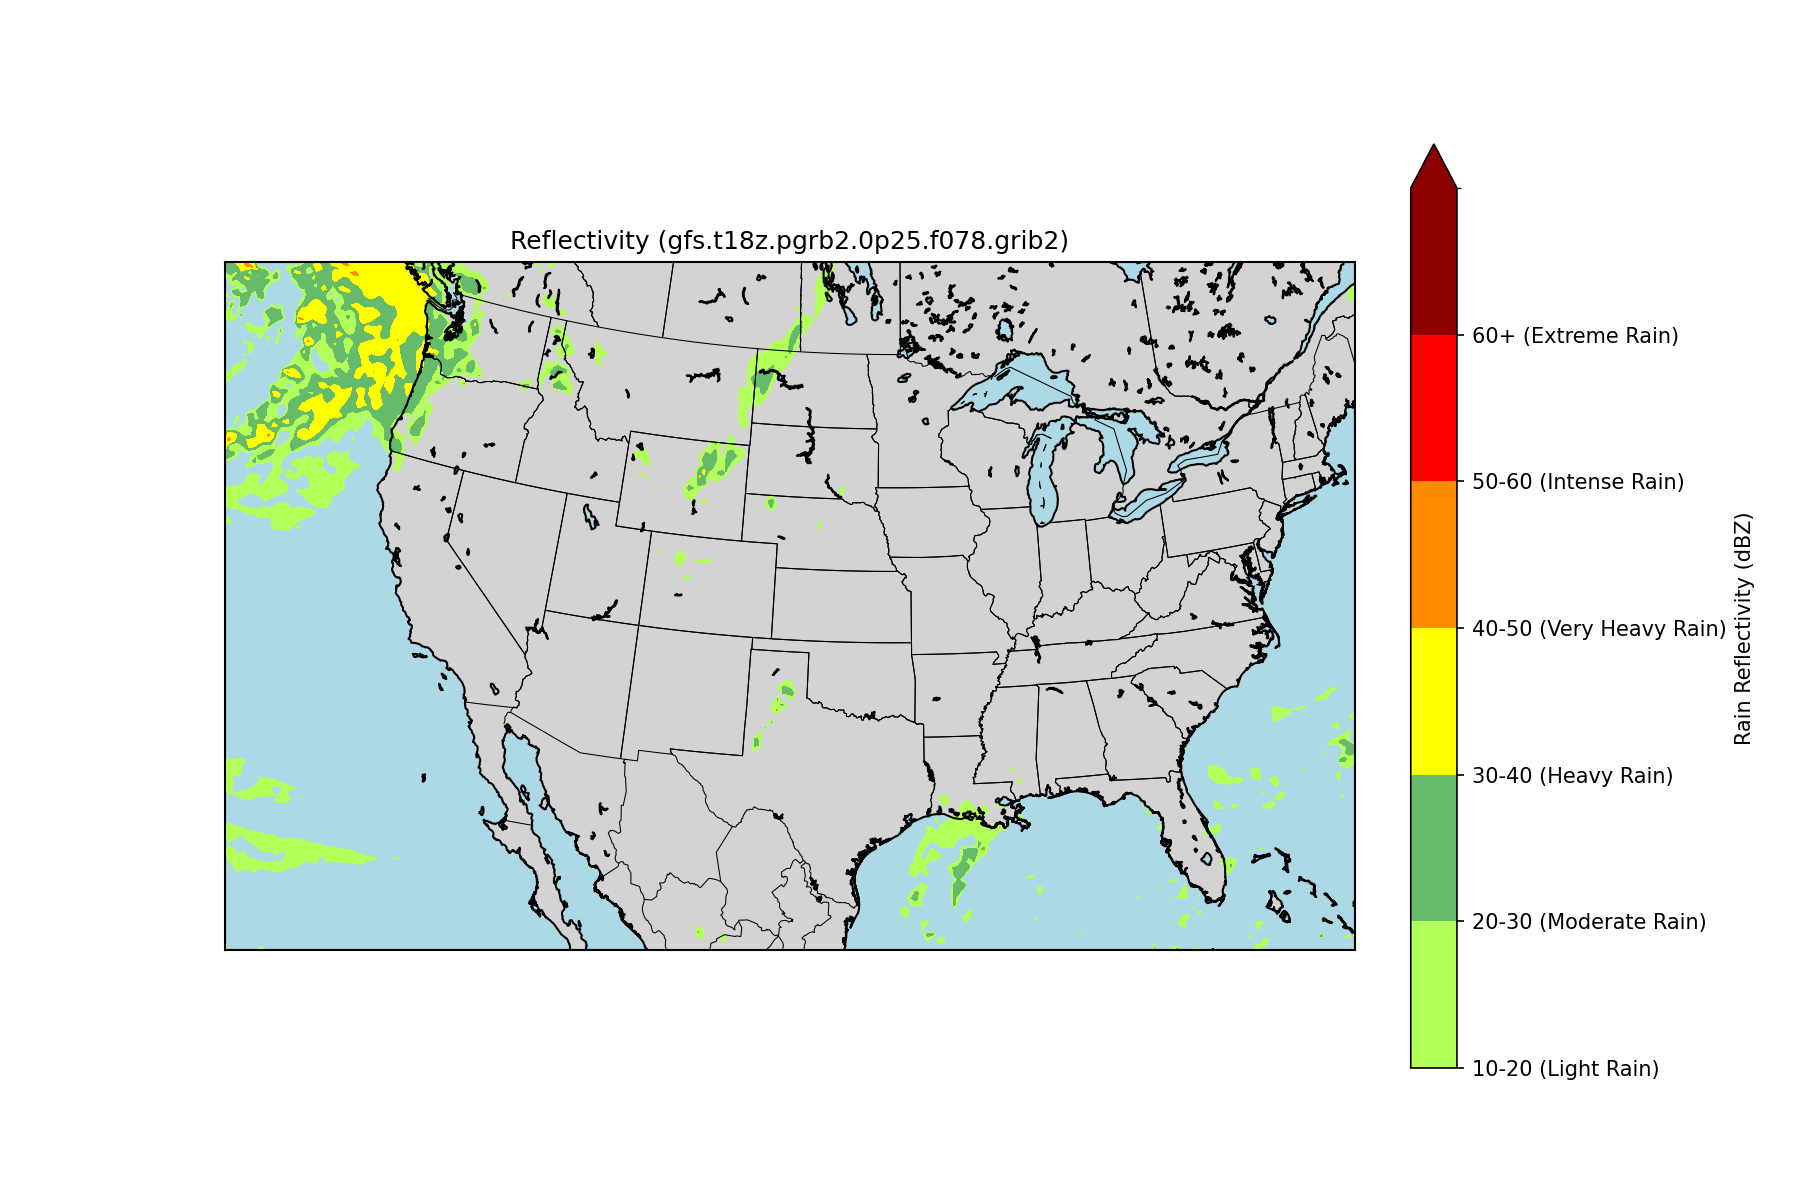 Reflectivity (gfs.t18z.pgrb2.0p25.f078.grib2)
60+ (Extreme Rain)
50-60 (Intense Rain)
40-50 (Very Heavy Rain)
30-40 (Heavy Rain)
20-30 (Moderate Rain)
10-20 (Light Rain)
Rain Reflectivity (dBZ)